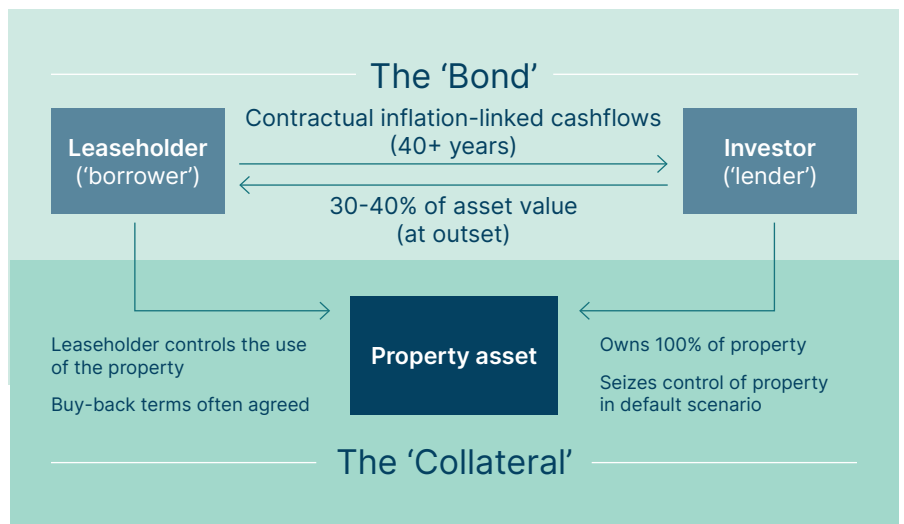 The ‘Bond’
Leaseholder
(‘borrower’)
Contractual inflation-linked cashflows
(40+ years)
30-40% of asset value
(at outset)
Investor
(‘lender’)
Leaseholder controls the use
of the property
Buy-back terms often agreed
Property asset
Owns 100% of property
Seizes control of property
in default scenario
The ‘Collateral’